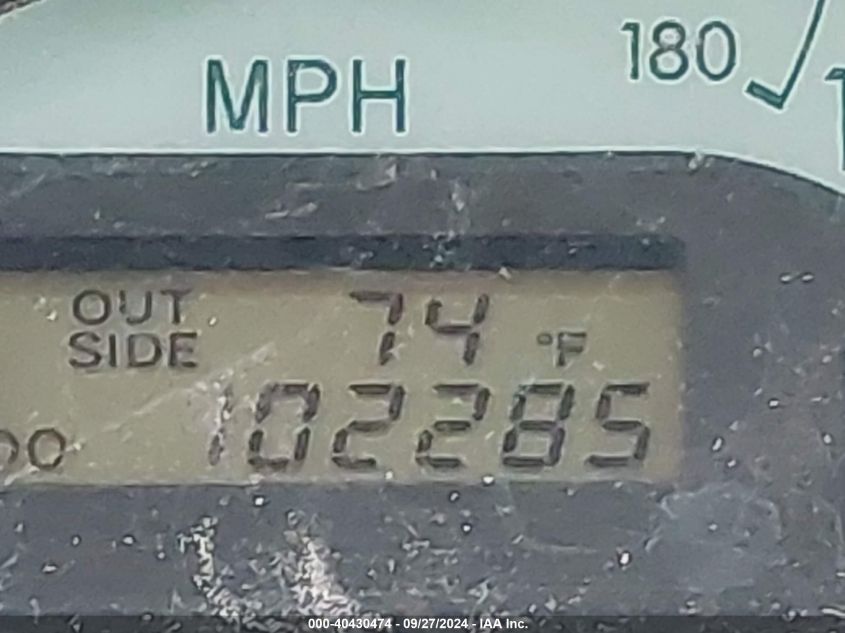 180
MPH
OUT SIDE 74 °F
102285
000-40430474 - 09/27/2024 - IAA Inc.